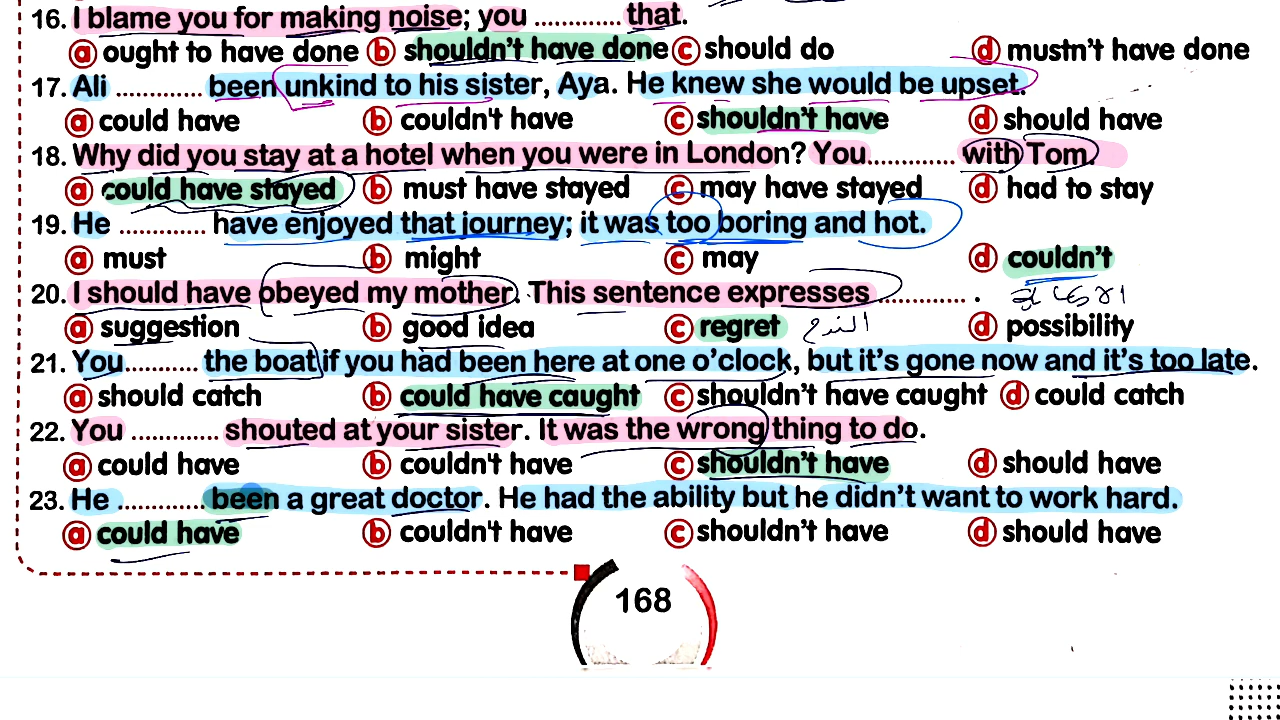 16. I blame you for making noise; you ............. that.
ⓐ ought to have done ⓑ shouldn't have done ⓒ should do ⓓ mustn't have done
17. Ali ............. been unkind to his sister, Aya. He knew she would be upset.
ⓐ could have ⓑ couldn't have ⓒ shouldn't have ⓓ should have
18. Why did you stay at a hotel when you were in London? You............. with Tom.
ⓐ could have stayed ⓑ must have stayed ⓒ may have stayed ⓓ had to stay
19. He ............. have enjoyed that journey; it was too boring and hot.
ⓐ must ⓑ might ⓒ may ⓓ couldn't
20. I should have obeyed my mother. This sentence expresses ............. .
ⓐ suggestion ⓑ good idea ⓒ regret الندم ⓓ possibility
21. You........... the boat if you had been here at one o'clock, but it's gone now and it's too late.
ⓐ should catch ⓑ could have caught ⓒ shouldn't have caught ⓓ could catch
22. You ............. shouted at your sister. It was the wrong thing to do.
ⓐ could have ⓑ couldn't have ⓒ shouldn't have ⓓ should have
23. He ............. been a great doctor. He had the ability but he didn't want to work hard.
ⓐ could have ⓑ couldn't have ⓒ shouldn't have ⓓ should have
168